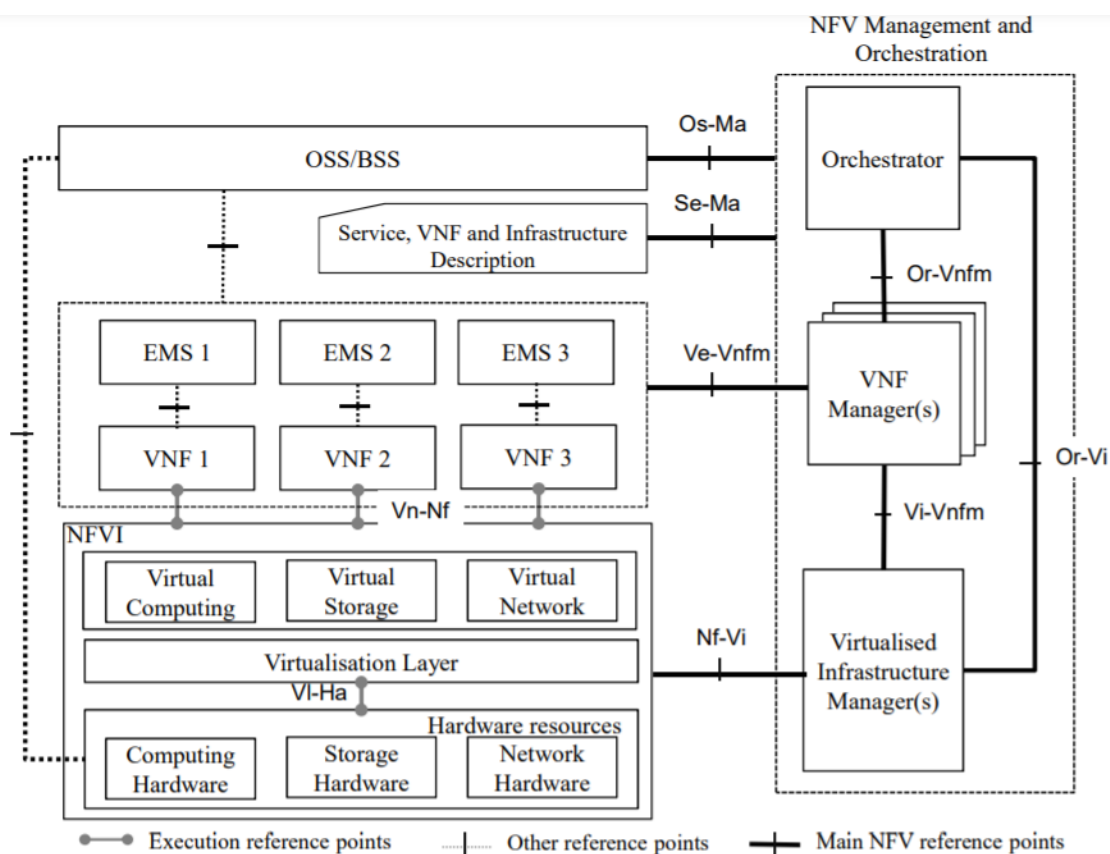 NFV Management and
Orchestration
Os-Ma
OSS/BSS
Orchestrator
Se-Ma
Service, VNF and Infrastructure
Description
Or-Vnfm
EMS 1
EMS 2
EMS 3
Ve-Vnfm
VNF
Manager(s)
VNF 1
VNF 2
VNF 3
Or-Vi
Vn-Nf
Vi-Vnfm
NFVI
Virtual
Computing
Virtual
Storage
Virtual
Network
Nf-Vi
Virtualised
Infrastructure
Manager(s)
Virtualisation Layer
Vl-Ha
Hardware resources
Computing
Hardware
Storage
Hardware
Network
Hardware
Execution reference points
Other reference points
Main NFV reference points